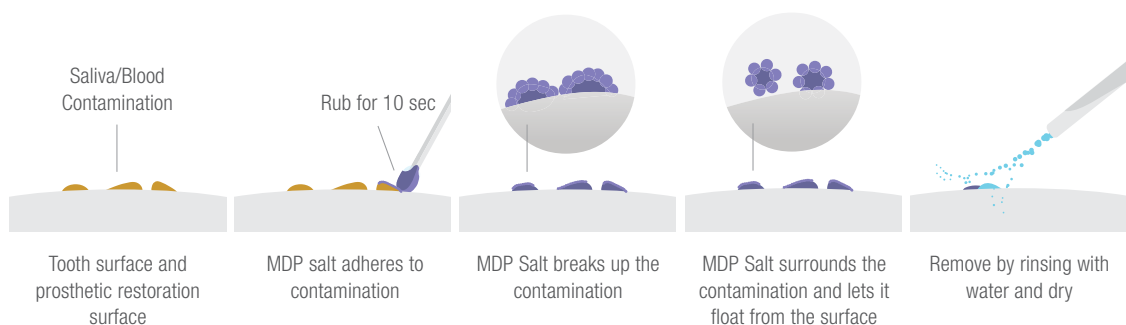 Saliva/Blood
Contamination
Rub for 10 sec
Tooth surface and
prosthetic restoration
surface
MDP salt adheres to
contamination
MDP Salt breaks up the
contamination
MDP Salt surrounds the
contamination and lets it
float from the surface
Remove by rinsing with
water and dry